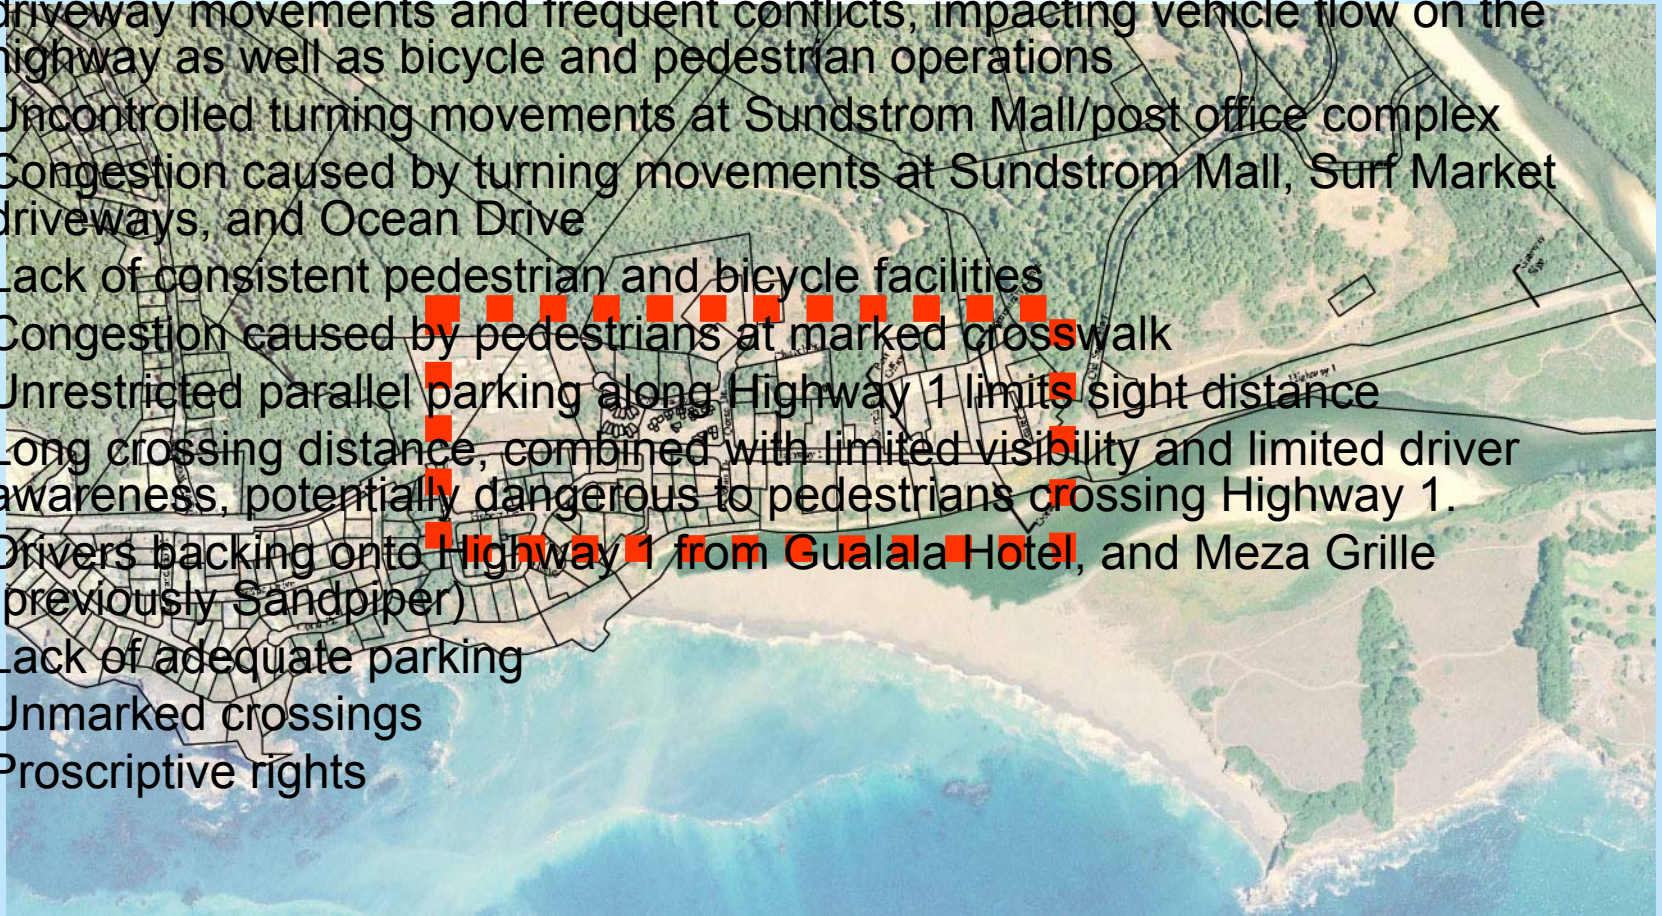 driveway movements and frequent conflicts, impacting vehicle flow on the
highway as well as bicycle and pedestrian operations
Uncontrolled turning movements at Sundstrom Mall/post office complex
Congestion caused by turning movements at Sundstrom Mall, Surf Market
driveways, and Ocean Drive
Lack of consistent pedestrian and bicycle facilities
Congestion caused by pedestrians at marked crosswalk
Unrestricted parallel parking along Highway 1 limits sight distance
Long crossing distance, combined with limited visibility and limited driver
awareness, potentially dangerous to pedestrians crossing Highway 1.
Drivers backing onto Highway 1 from Gualala Hotel, and Meza Grille
previously Sandpiper)
Lack of adequate parking
Unmarked crossings
Proscriptive rights
Highway 1